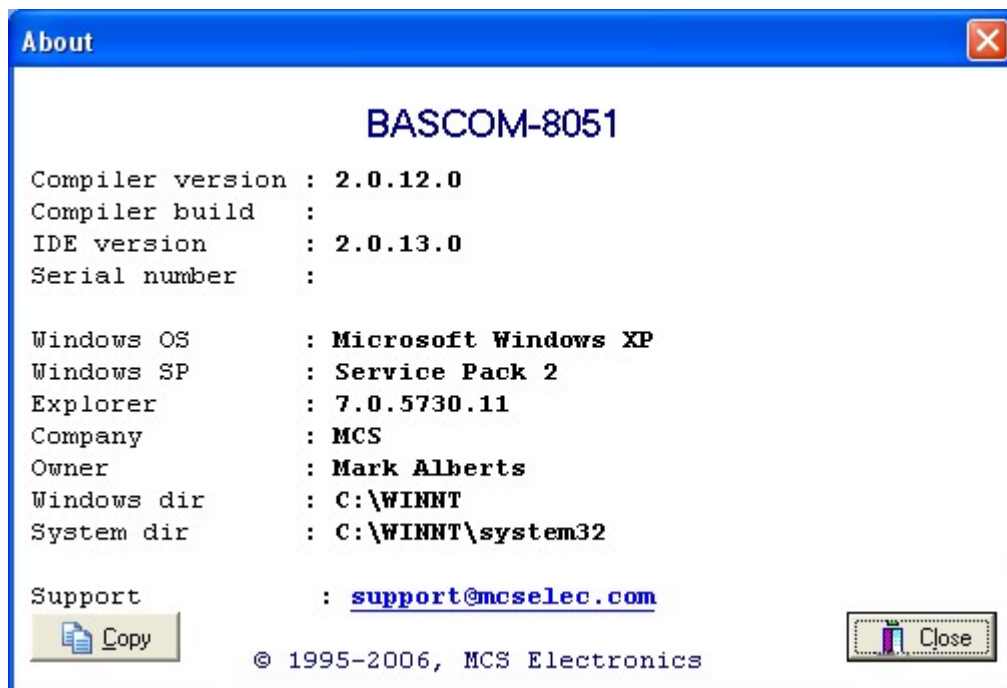 About
BASCOM-8051
Compiler version : 2.0.12.0
Compiler build :
IDE version : 2.0.13.0
Serial number :
Windows OS : Microsoft Windows XP
Windows SP : Service Pack 2
Explorer : 7.0.5730.11
Company : MCS
Owner : Mark Alberts
Windows dir : C:\WINNT
System dir : C:\WINNT\system32
Support : support@mcselec.com
Copy
Close
© 1995-2006, MCS Electronics